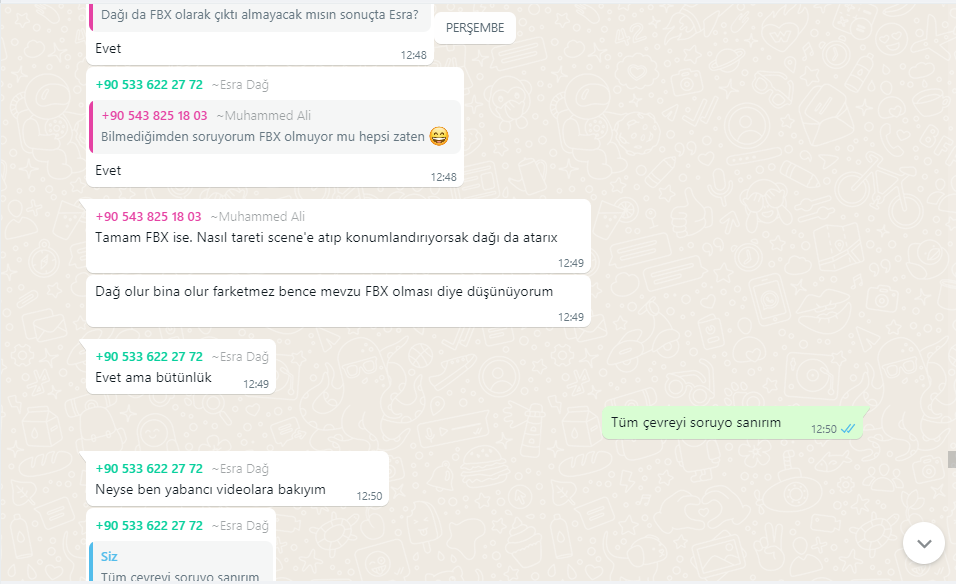 Dağı da FBX olarak çıktı almayacak mısın sonuçta Esra?
PERŞEMBE
Evet
12:48
+90 533 622 27 72 ~Esra Dağ
+90 543 825 18 03 ~Muhammed Ali
Bilmediğimden soruyorum FBX olmuyor mu hepsi zaten 😄
Evet
12:48
+90 543 825 18 03 ~Muhammed Ali
Tamam FBX ise. Nasıl tareti scene'e atıp konumlandırıyorsak dağı da atarıx
12:49
Dağ olur bina olur farketmez bence mevzu FBX olması diye düşünüyorum
12:49
+90 533 622 27 72 ~Esra Dağ
Evet ama bütünlük
12:49
Tüm çevreyi soruyo sanırım
12:50
+90 533 622 27 72 ~Esra Dağ
Neyse ben yabancı videolara bakıyım
12:50
+90 533 622 27 72 ~Esra Dağ
Siz
Tüm çevreyi soruyo sanırım